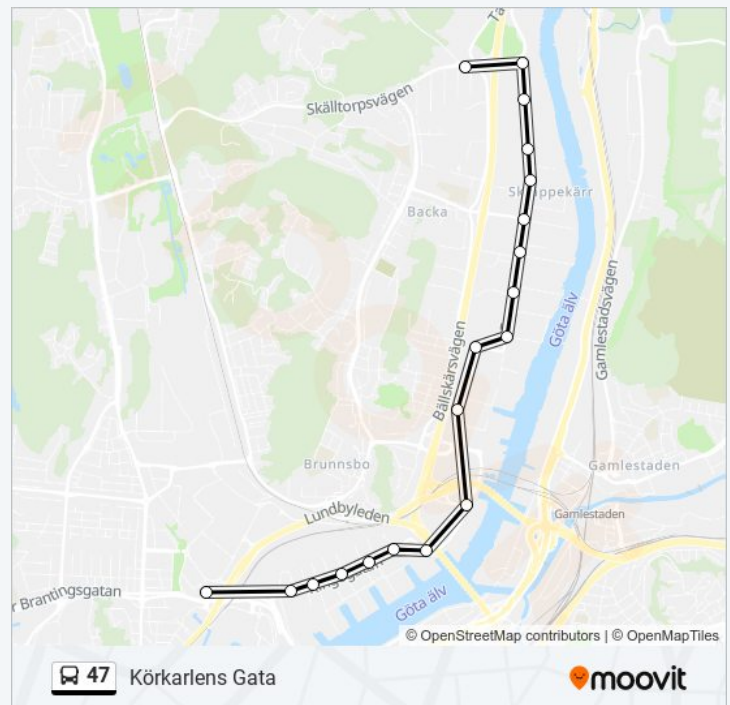 Ta
Skälltorpsvägen
Backa
Göta älv
Gamlestadsvägen
Bällskärsvägen
Brunnsbo
Gamlestaden
Lundbyleden
Gamlestaden
r Brantingsgatan
Göta älv
© OpenStreetMap contributors | © OpenMapTiles
47 Körkarlens Gata
moovit